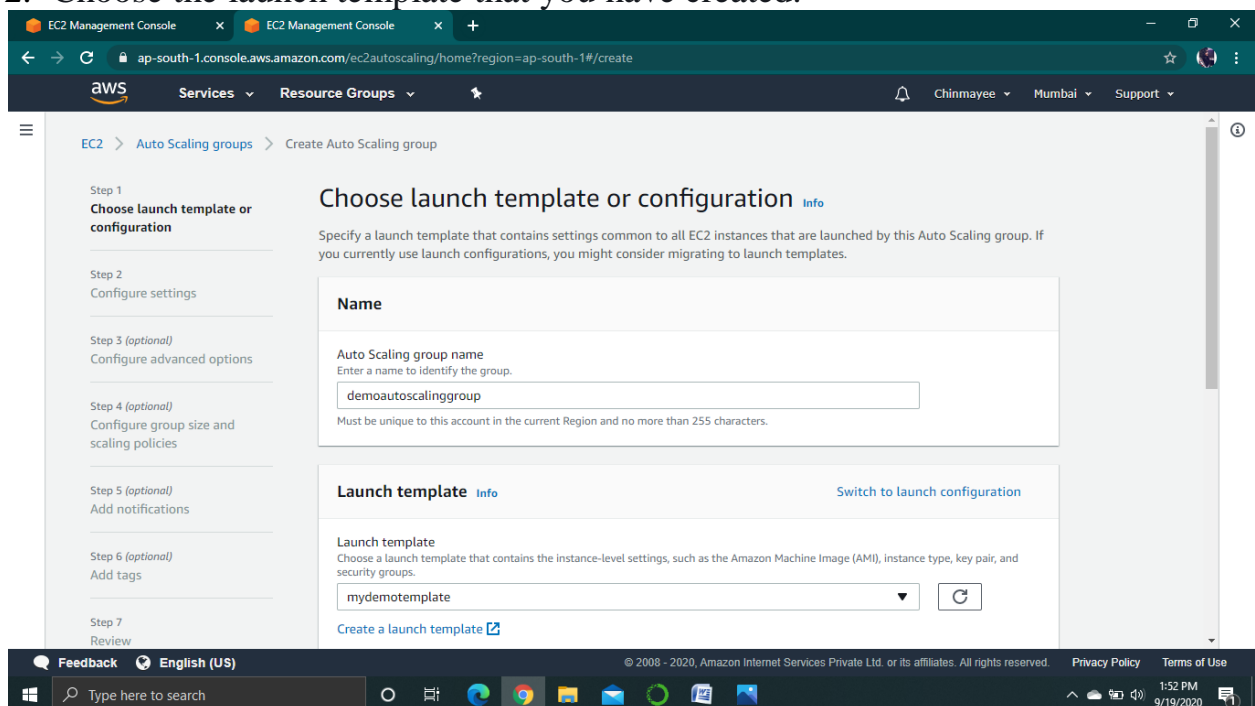 2. Choose the launch template that you have created.
EC2 Management Console
EC2 Management Console
ap-south-1.console.aws.amazon.com/ec2autoscaling/home?region=ap-south-1#/create
aws Services Resource Groups Chinmayee Mumbai Support
EC2 > Auto Scaling groups > Create Auto Scaling group
Step 1
Choose launch template or
configuration
Step 2
Configure settings
Step 3 (optional)
Configure advanced options
Step 4 (optional)
Configure group size and
scaling policies
Step 5 (optional)
Add notifications
Step 6 (optional)
Add tags
Step 7
Review
Choose launch template or configuration Info
Specify a launch template that contains settings common to all EC2 instances that are launched by this Auto Scaling group. If
you currently use launch configurations, you might consider migrating to launch templates.
Name
Auto Scaling group name
Enter a name to identify the group.
demoautoscalinggroup
Must be unique to this account in the current Region and no more than 255 characters.
Launch template Info Switch to launch configuration
Launch template
Choose a launch template that contains the instance-level settings, such as the Amazon Machine Image (AMI), instance type, key pair, and
security groups.
mydemotemplate
Create a launch template
Feedback English (US) © 2008 - 2020, Amazon Internet Services Private Ltd. or its affiliates. All rights reserved. Privacy Policy Terms of Use
Type here to search
1:52 PM
9/19/2020